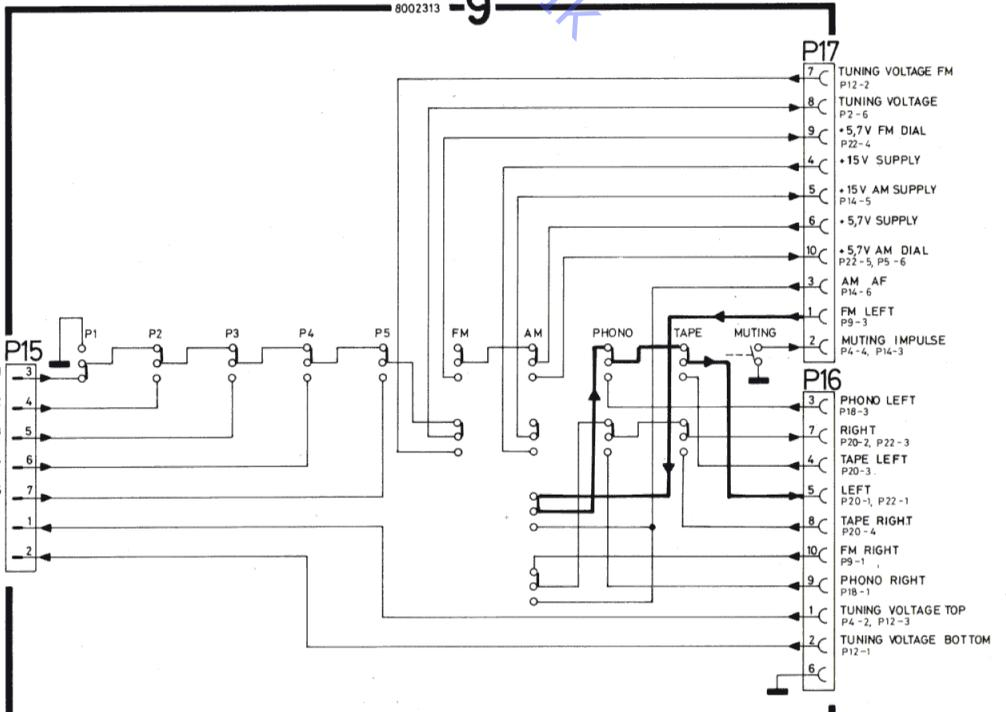 8002313
9
P17
7 TUNING VOLTAGE FM
P12-2
8 TUNING VOLTAGE
P2-6
9 +5,7V FM DIAL
P22-4
4 +15V SUPPLY
5 +15V AM SUPPLY
P14-5
6 +5,7V SUPPLY
10 +5,7V AM DIAL
P22-5, P5-6
3 AM AF
P14-6
1 FM LEFT
P9-3
2 MUTING IMPULSE
P4-4, P14-3
P1 P2 P3 P4 P5 FM AM PHONO TAPE MUTING
P15
3
4
5
6
7
1
2
P16
3 PHONO LEFT
P18-3
7 RIGHT
P20-2, P22-3
4 TAPE LEFT
P20-3
5 LEFT
P20-1, P22-1
8 TAPE RIGHT
P20-4
10 FM RIGHT
P9-1
9 PHONO RIGHT
P18-1
1 TUNING VOLTAGE TOP
P4-2, P12-3
2 TUNING VOLTAGE BOTTOM
P12-1
6